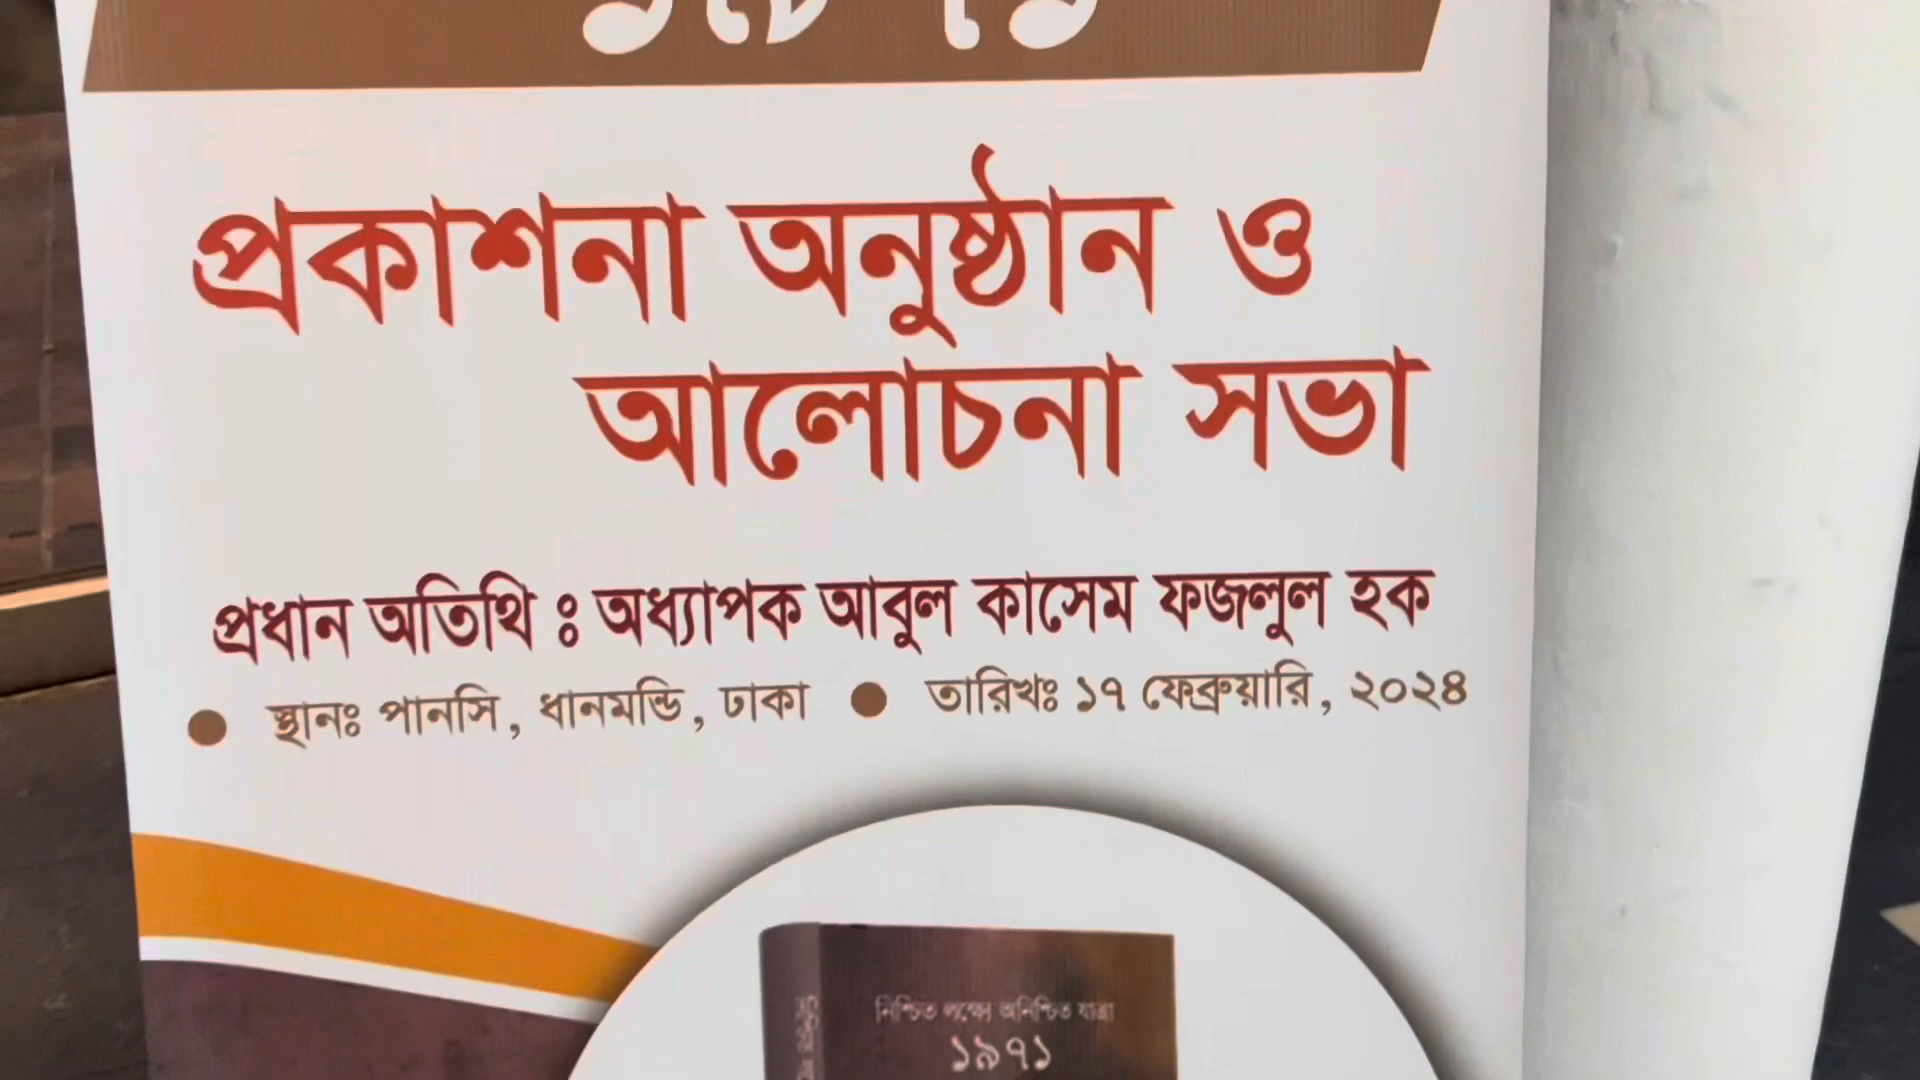 ১৯৭১
প্রকাশনা অনুষ্ঠান ও
আলোচনা সভা
প্রধান অতিথি ঃ অধ্যাপক আবুল কাসেম ফজলুল হক
● স্থানঃ পানসি, ধানমন্ডি, ঢাকা ● তারিখঃ ১৭ ফেব্রুয়ারি, ২০২৪
নিশ্চিত লক্ষ্যে অনিশ্চিত যাত্রা
১৯৭১